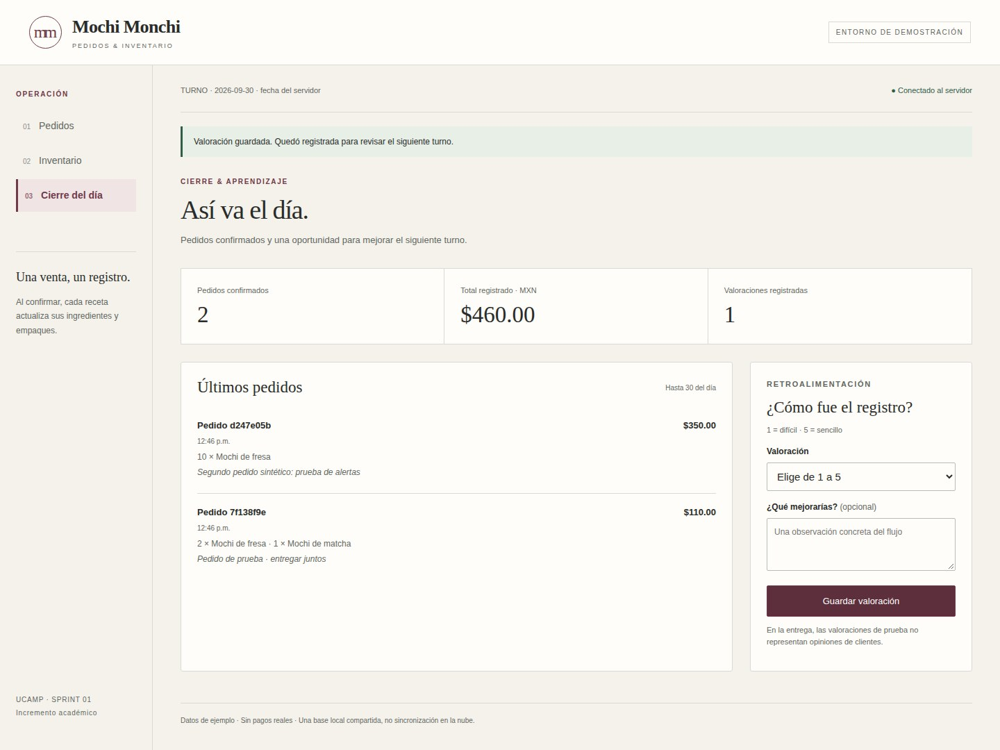 mm
Mochi Monchi
PEDIDOS & INVENTARIO
ENTORNO DE DEMOSTRACIÓN
OPERACIÓN
01 Pedidos
02 Inventario
03 Cierre del día
Una venta, un registro.
Al confirmar, cada receta
actualiza sus ingredientes y
empaques.
UCAMP · SPRINT 01
Incremento académico
TURNO · 2026-09-30 · fecha del servidor
● Conectado al servidor
Valoración guardada. Quedó registrada para revisar el siguiente turno.
CIERRE & APRENDIZAJE
Así va el día.
Pedidos confirmados y una oportunidad para mejorar el siguiente turno.
Pedidos confirmados
2
Total registrado · MXN
$460.00
Valoraciones registradas
1
Últimos pedidos
Hasta 30 del día
Pedido d247e05b
$350.00
12:46 p.m.
10 × Mochi de fresa
Segundo pedido sintético: prueba de alertas
Pedido 7f138f9e
$110.00
12:46 p.m.
2 × Mochi de fresa · 1 × Mochi de matcha
Pedido de prueba · entregar juntos
RETROALIMENTACIÓN
¿Cómo fue el registro?
1 = difícil · 5 = sencillo
Valoración
Elige de 1 a 5
¿Qué mejorarías? (opcional)
Una observación concreta del flujo
Guardar valoración
En la entrega, las valoraciones de prueba no
representan opiniones de clientes.
Datos de ejemplo · Sin pagos reales · Una base local compartida, no sincronización en la nube.